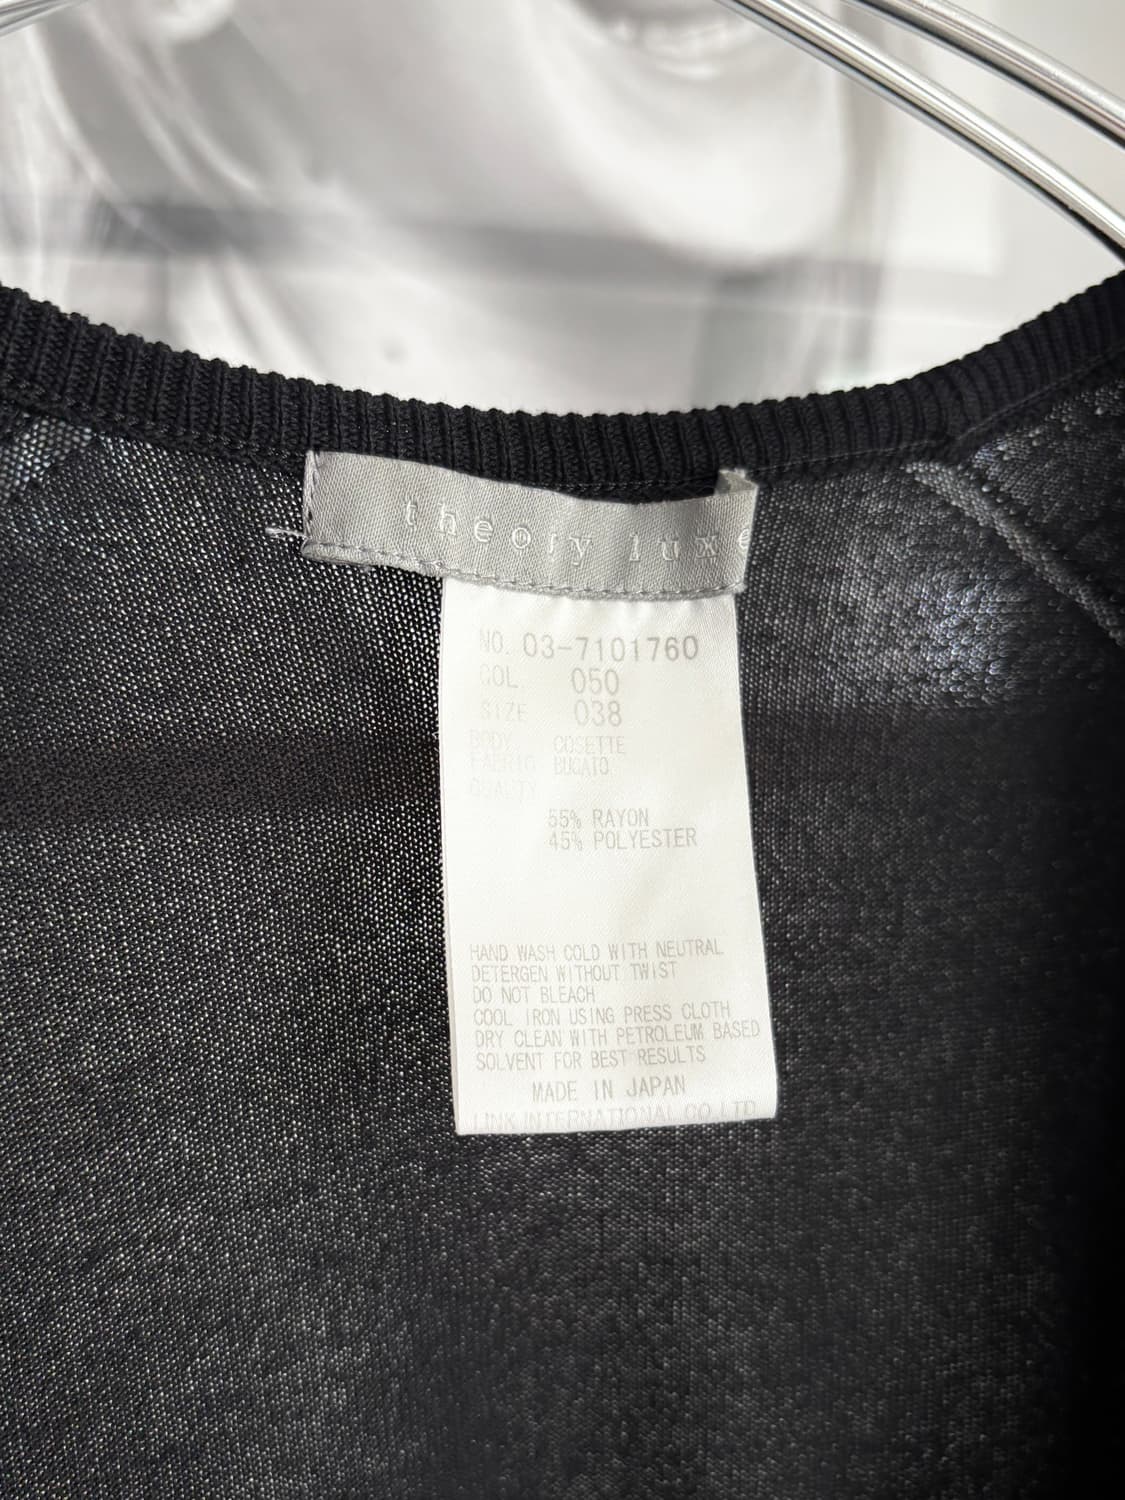 theory luxe
NO. 03-7101760
COL 050
SIZE 038
BODY COSETTE
FABRIC BUCATO
QUALTY
55% RAYON
45% POLYESTER
HAND WASH COLD WITH NEUTRAL
DETERGEN WITHOUT TWIST
DO NOT BLEACH
COOL IRON USING PRESS CLOTH
DRY CLEAN WITH PETROLEUM BASED
SOLVENT FOR BEST RESULTS
MADE IN JAPAN
LINK INTERNATIONAL CO LTD